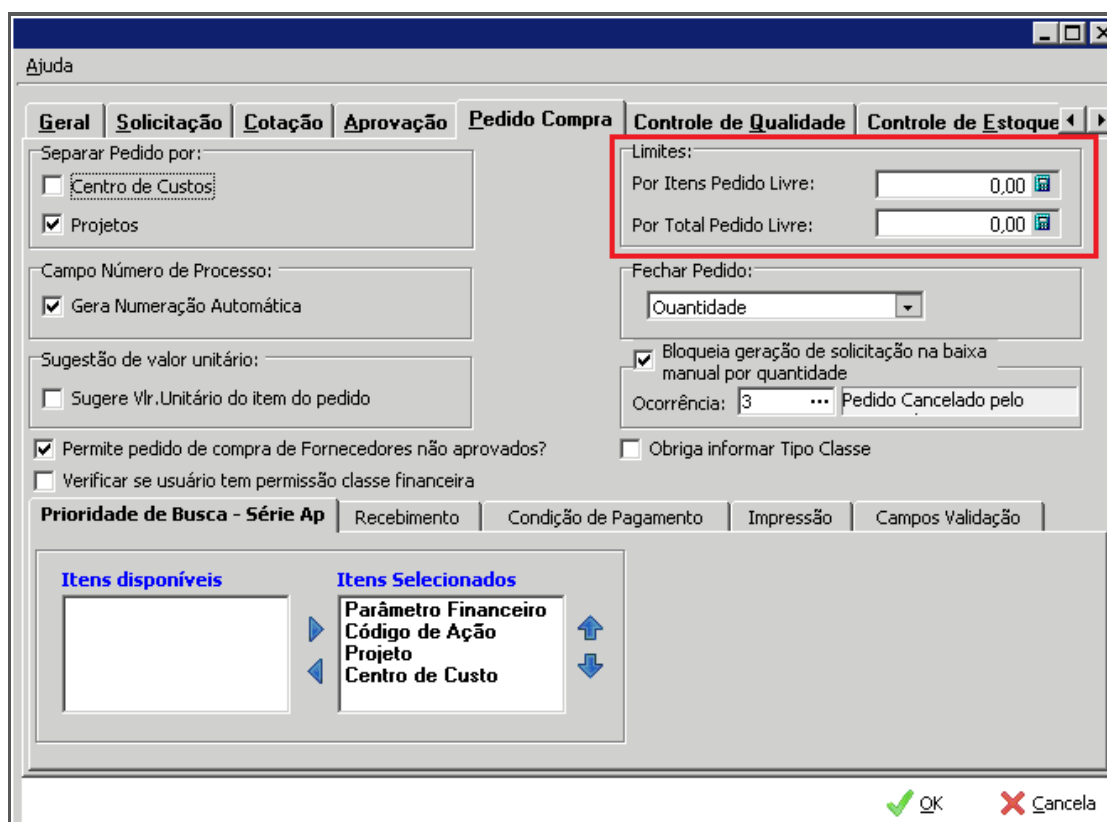 Ajuda
Geral Solicitação Cotação Aprovação Pedido Compra Controle de Qualidade Controle de Estoque
Separar Pedido por:
Centro de Custos
Projetos
Limites:
Por Itens Pedido Livre: 0,00
Por Total Pedido Livre: 0,00
Campo Número de Processo:
Gera Numeração Automática
Fechar Pedido:
Quantidade
Sugestão de valor unitário:
Sugere Vlr.Unitário do item do pedido
Bloqueia geração de solicitação na baixa
manual por quantidade
Ocorrência: 3 ... Pedido Cancelado pelo
Permite pedido de compra de Fornecedores não aprovados?
Obriga informar Tipo Classe
Verificar se usuário tem permissão classe financeira
Prioridade de Busca - Série Ap Recebimento Condição de Pagamento Impressão Campos Validação
Itens disponíveis
Itens Selecionados
Parâmetro Financeiro
Código de Ação
Projeto
Centro de Custo
OK Cancela